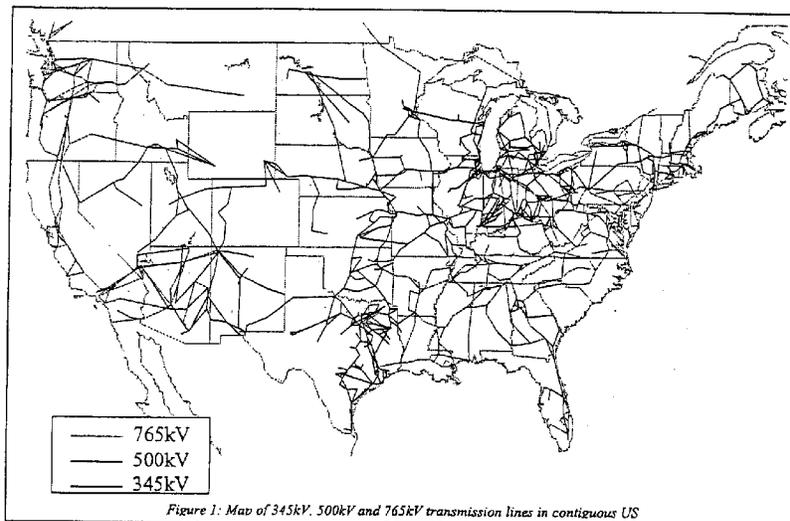 765kV
500kV
345kV
Figure 1: Map of 345kV, 500kV and 765kV transmission lines in contiguous US